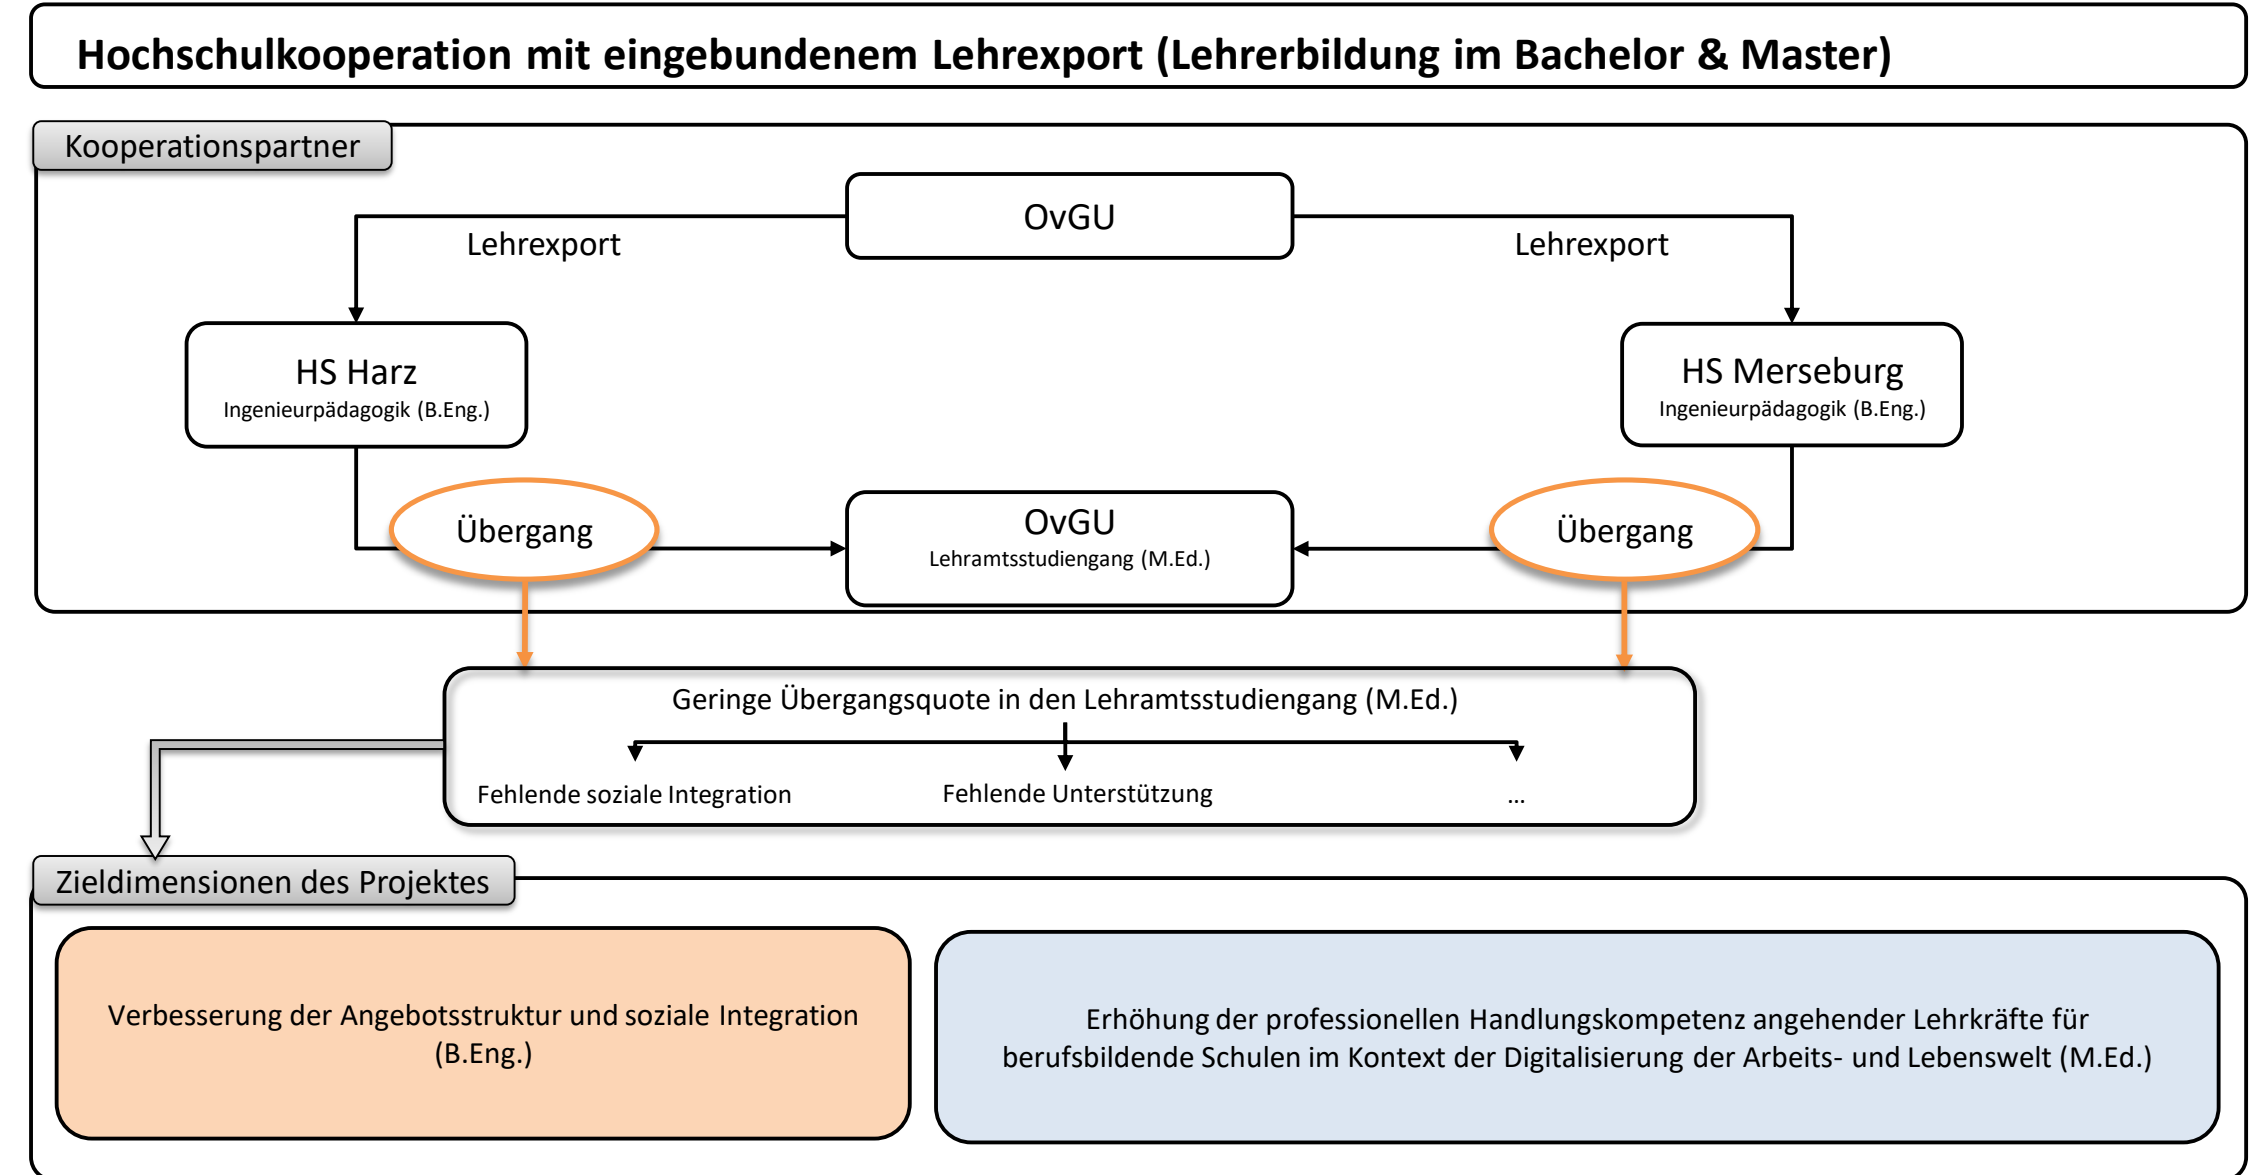 Hochschulkooperation mit eingebundenem Lehrexport (Lehrerbildung im Bachelor & Master)
Kooperationspartner
OvGU
Lehrexport
Lehrexport
HS Harz
Ingenieurpädagogik (B.Eng.)
HS Merseburg
Ingenieurpädagogik (B.Eng.)
Übergang
OvGU
Lehramtsstudiengang (M.Ed.)
Übergang
Geringe Übergangsquote in den Lehramtsstudiengang (M.Ed.)
Fehlende soziale Integration
Fehlende Unterstützung
...
Zieldimensionen des Projektes
Verbesserung der Angebotsstruktur und soziale Integration
(B.Eng.)
Erhöhung der professionellen Handlungskompetenz angehender Lehrkräfte für
berufsbildende Schulen im Kontext der Digitalisierung der Arbeits- und Lebenswelt (M.Ed.)